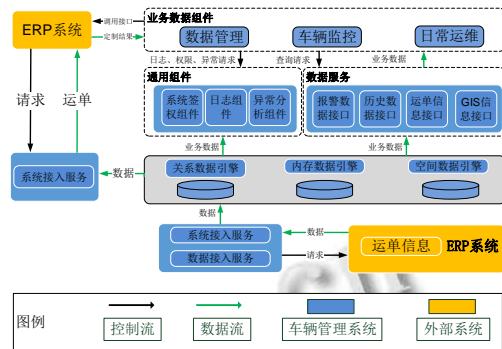 业务数据组件
ERP系统
调用接口
定制结果
数据管理
车辆监控
日常运维
日志、权限、异常请求
查询请求
业务数据
请求
运单
通用组件
数据服务
系统签权组件
日志组件
异常分析组件
报警数据接口
历史数据接口
运单信息接口
GIS信息接口
业务数据
业务数据
系统接入服务
数据
关系数据引擎
内存数据引擎
空间数据引擎
数据
系统接入服务
数据接入服务
数据
请求
运单信息
ERP系统
图例
控制流
数据流
车辆管理系统
外部系统